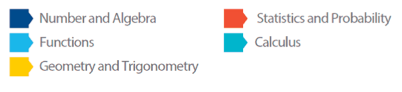 Number and Algebra
Statistics and Probability
Functions
Calculus
Geometry and Trigonometry